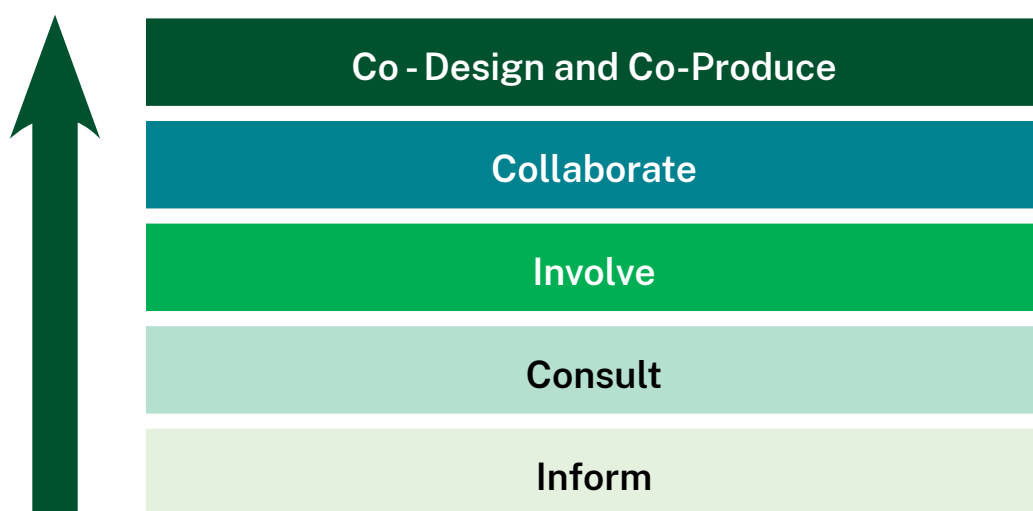 Co - Design and Co-Produce
Collaborate
Involve
Consult
Inform